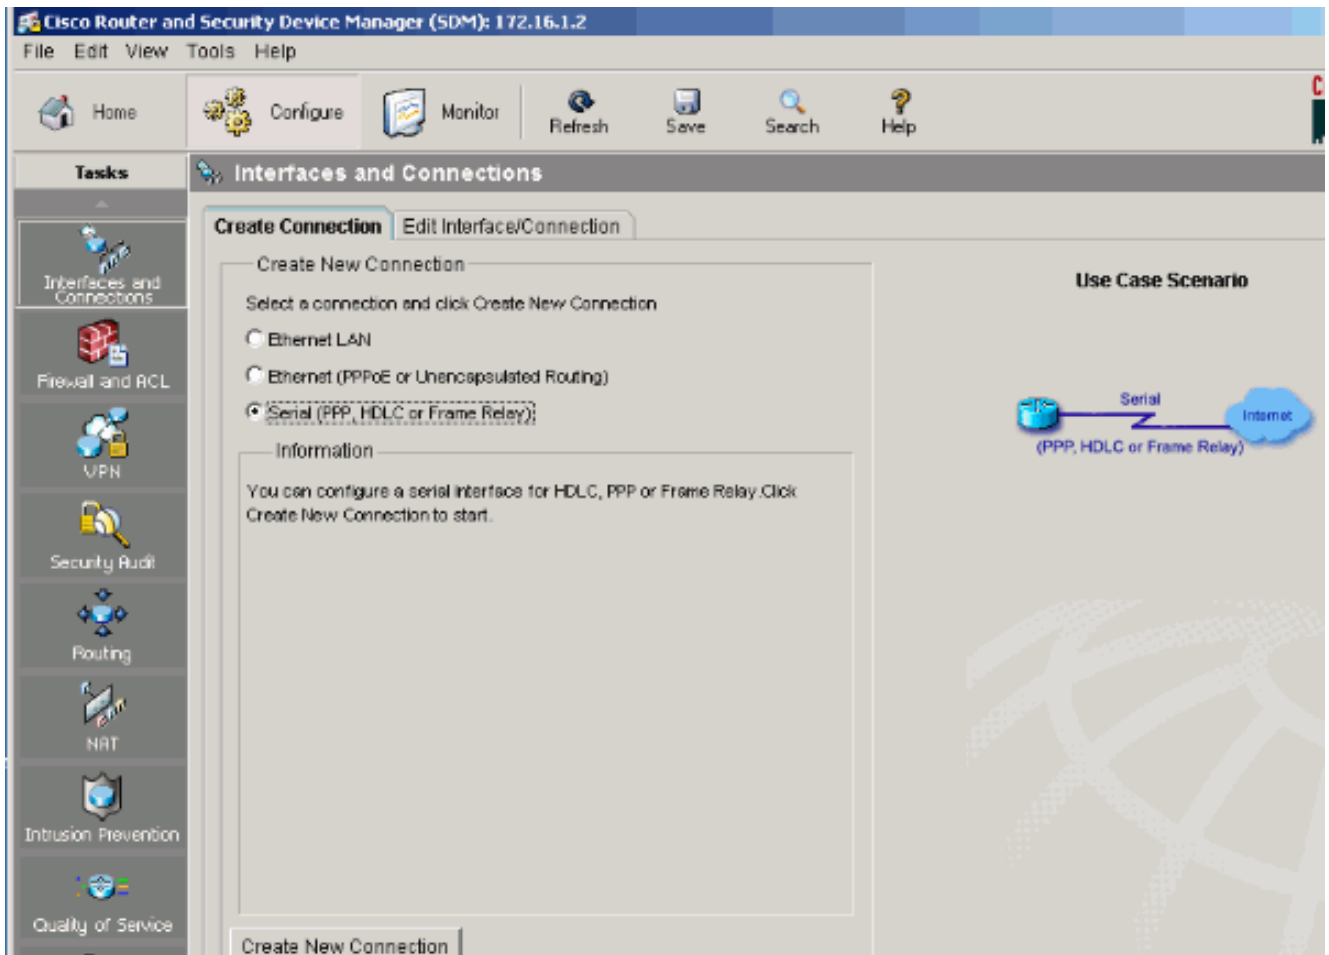 Cisco Router and Security Device Manager (SDM): 172.16.1.2
File Edit View Tools Help
Home Configure Monitor Refresh Save Search Help
Tasks
Interfaces and Connections
Create Connection Edit Interface/Connection
Interfaces and
Connections
Firewall and ACL
VPN
Security Audit
Routing
NAT
Intrusion Prevention
Quality of Service
Create New Connection
Select a connection and click Create New Connection
Ethernet LAN
Ethernet (PPPoE or Unencapsulated Routing)
Serial (PPP, HDLC or Frame Relay)
Information
You can configure a serial interface for HDLC, PPP or Frame Relay.Click
Create New Connection to start.
Create New Connection
Use Case Scenario
Serial
Internet
(PPP, HDLC or Frame Relay)